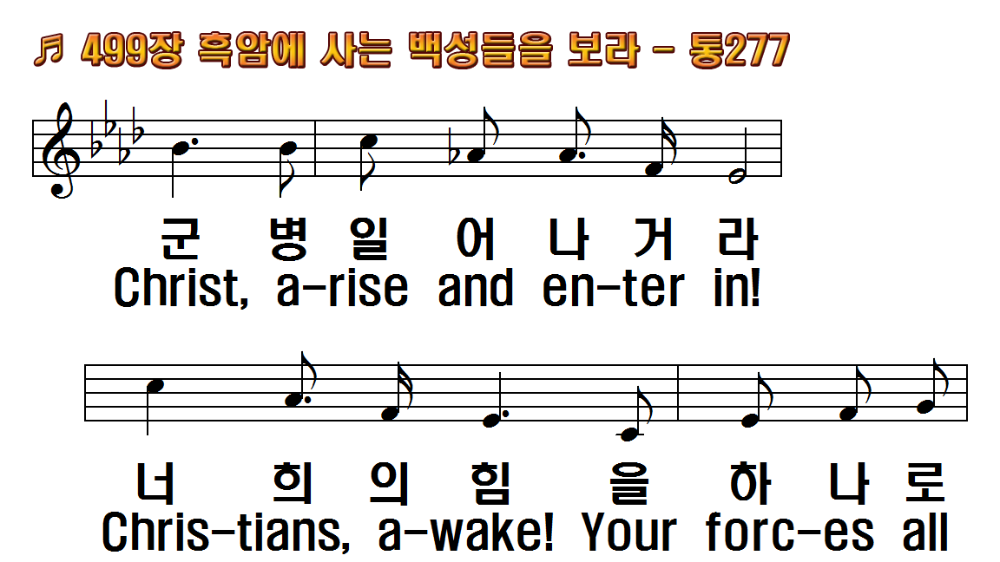 ♬ 499장 흑암에 사는 백성들을 보라 - 통277
군 병 일 어 나 거 라
Christ, a-rise and en-ter in!
너 희 의 힘 을 하 나 로
Chris-tians, a-wake! Your forc-es all